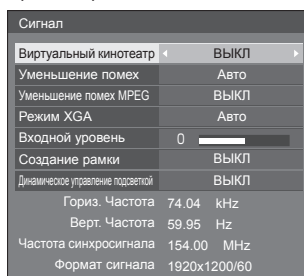 Сигнал
Виртуальный кинотеатр ВЫКЛ
Уменьшение помех Авто
Уменьшение помех MPEG ВЫКЛ
Режим XGA Авто
Входной уровень 0
Создание рамки ВЫКЛ
Динамическое управление подсветкой ВЫКЛ
Гориз. Частота 74.04 kHz
Верт. Частота 59.95 Hz
Частота синхросигнала 154.00 MHz
Формат сигнала 1920x1200/60